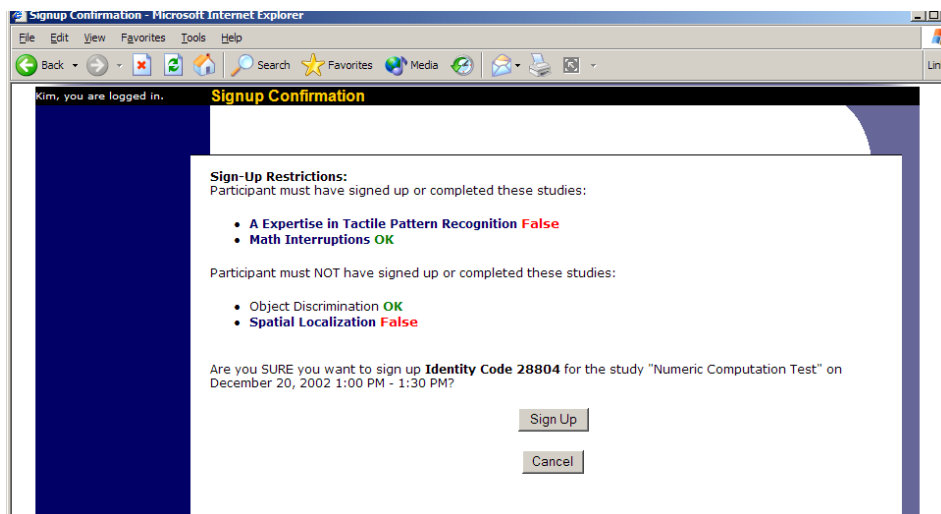 Signup Confirmation - Microsoft Internet Explorer
File Edit View Favorites Tools Help
Back Search Favorites Media
Kim, you are logged in. Signup Confirmation
Sign-Up Restrictions:
Participant must have signed up or completed these studies:
• A Expertise in Tactile Pattern Recognition False
• Math Interruptions OK
Participant must NOT have signed up or completed these studies:
• Object Discrimination OK
• Spatial Localization False
Are you SURE you want to sign up Identity Code 28804 for the study "Numeric Computation Test" on
December 20, 2002 1:00 PM - 1:30 PM?
Sign Up
Cancel